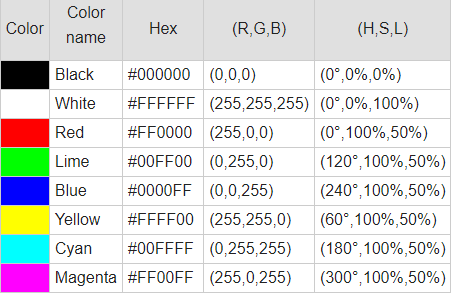 Color Color name Hex (R,G,B) (H,S,L)
Black #000000 (0,0,0) (0°,0%,0%)
White #FFFFFF (255,255,255) (0°,0%,100%)
Red #FF0000 (255,0,0) (0°,100%,50%)
Lime #00FF00 (0,255,0) (120°,100%,50%)
Blue #0000FF (0,0,255) (240°,100%,50%)
Yellow #FFFF00 (255,255,0) (60°,100%,50%)
Cyan #00FFFF (0,255,255) (180°,100%,50%)
Magenta #FF00FF (255,0,255) (300°,100%,50%)